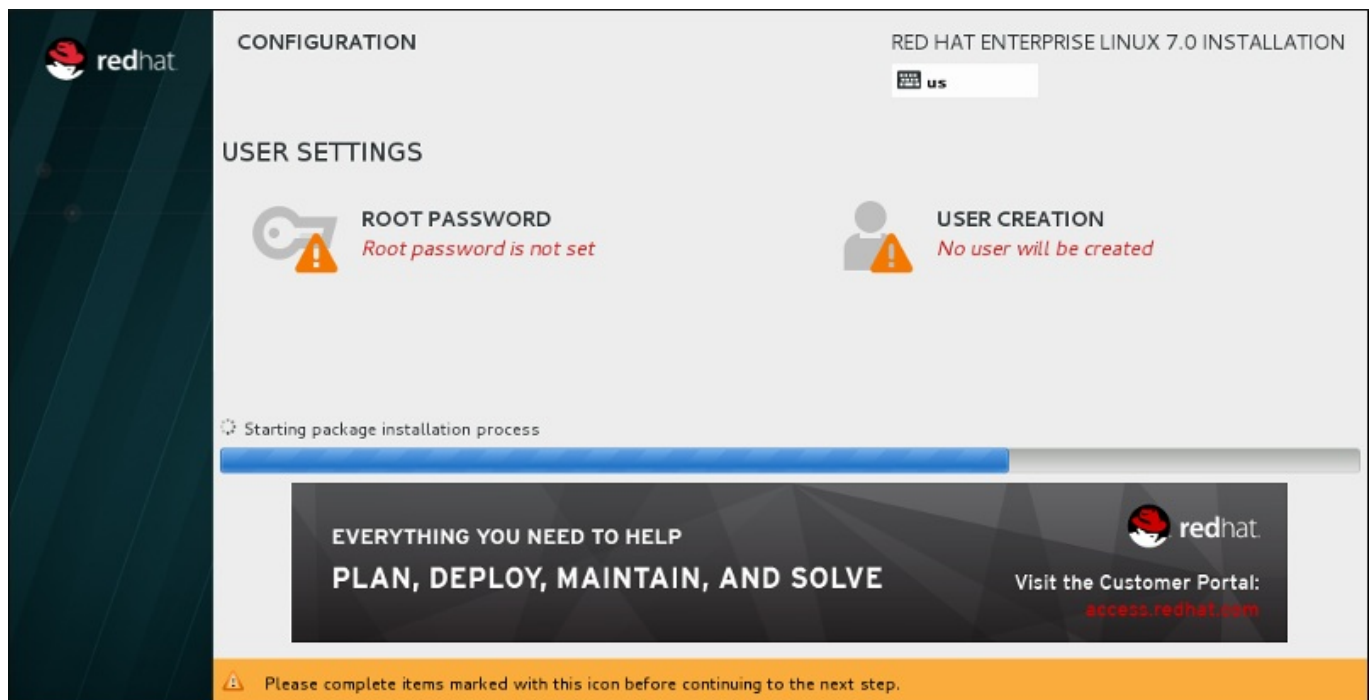 redhat.
CONFIGURATION
RED HAT ENTERPRISE LINUX 7.0 INSTALLATION
us
USER SETTINGS
ROOT PASSWORD
Root password is not set
USER CREATION
No user will be created
Starting package installation process
EVERYTHING YOU NEED TO HELP
PLAN, DEPLOY, MAINTAIN, AND SOLVE
redhat.
Visit the Customer Portal:
access.redhat.com
Please complete items marked with this icon before continuing to the next step.